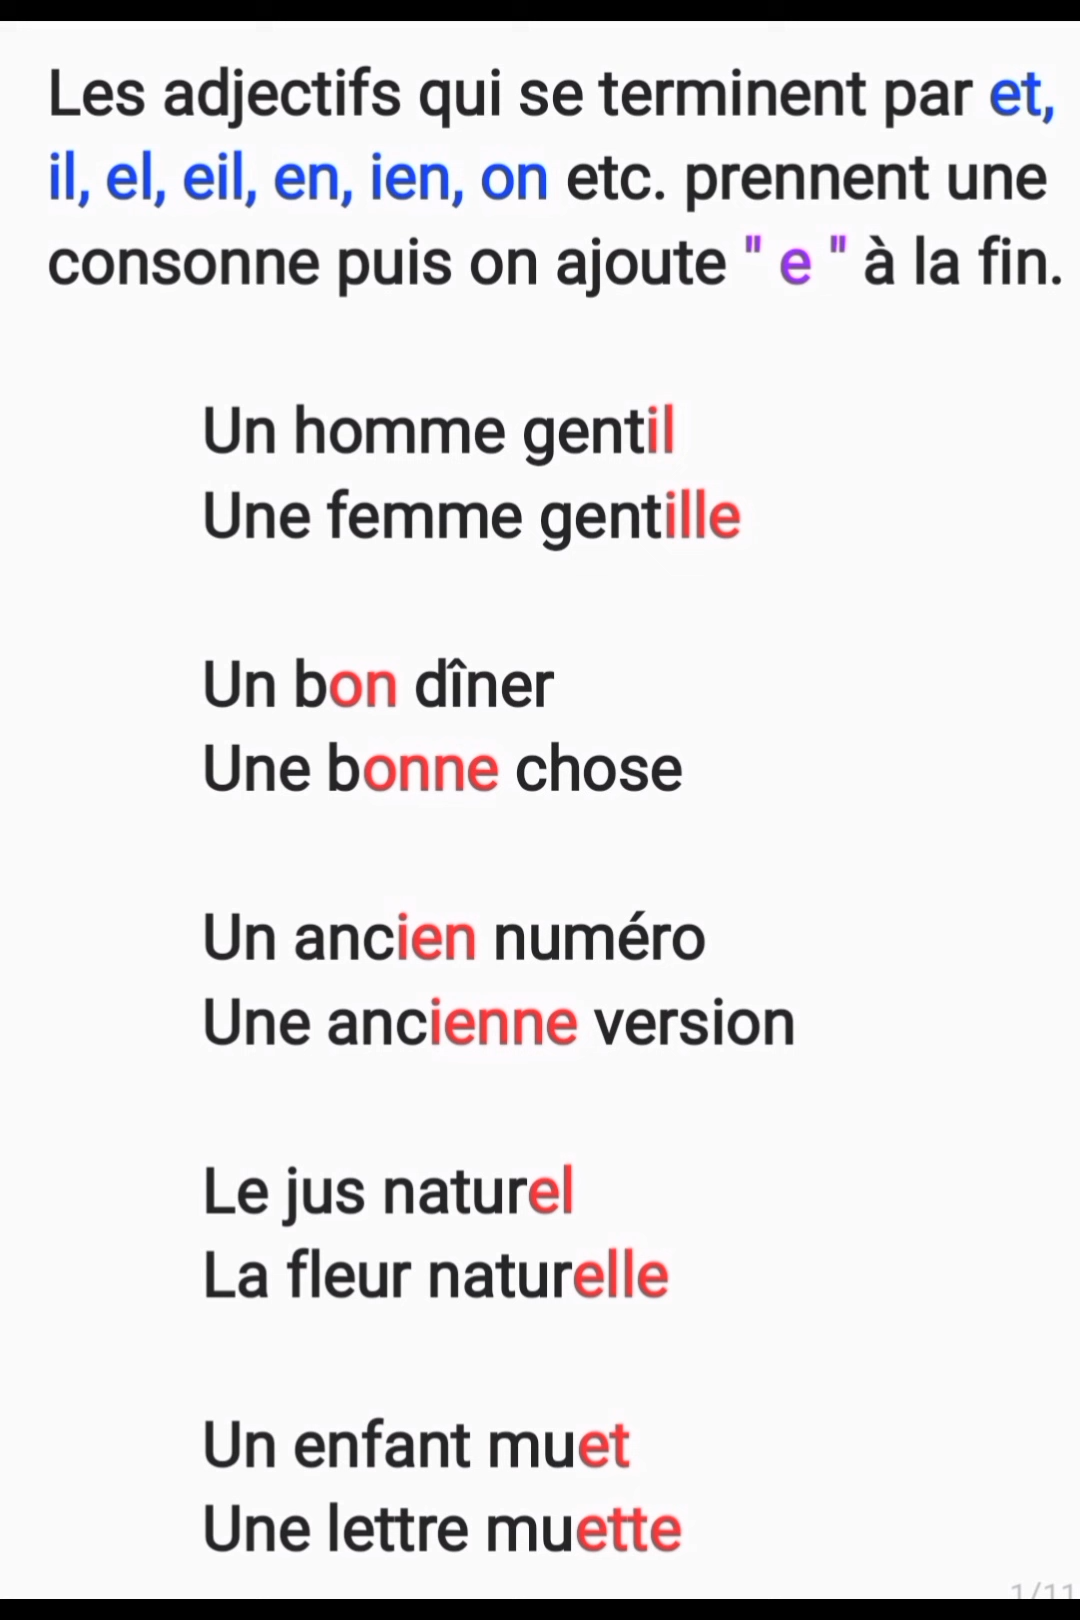 Les adjectifs qui se terminent par et,
il, el, eil, en, ien, on etc. prennent une
consonne puis on ajoute " e " à la fin.
Un homme gentil
Une femme gentille
Un bon dîner
Une bonne chose
Un ancien numéro
Une ancienne version
Le jus naturel
La fleur naturelle
Un enfant muet
Une lettre muette
1/11